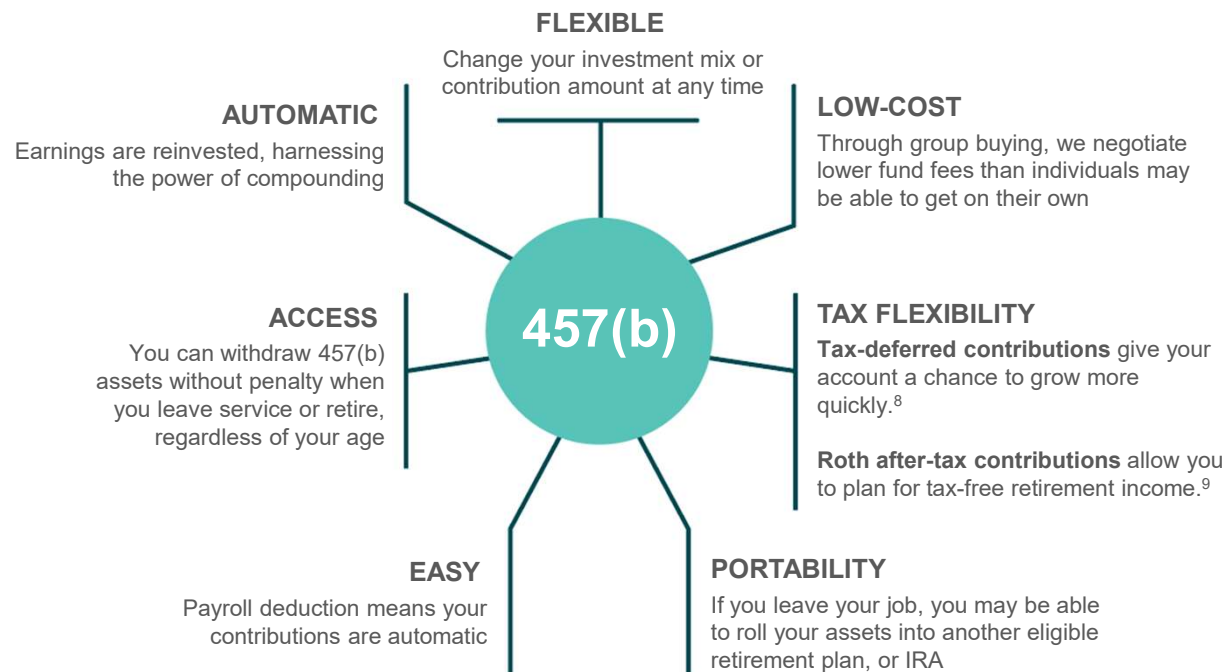 FLEXIBLE
Change your investment mix or
contribution amount at any time
AUTOMATIC
Earnings are reinvested, harnessing
the power of compounding
LOW-COST
Through group buying, we negotiate
lower fund fees than individuals may
be able to get on their own
457(b)
ACCESS
You can withdraw 457(b)
assets without penalty when
you leave service or retire,
regardless of your age
TAX FLEXIBILITY
Tax-deferred contributions give your
account a chance to grow more
quickly.⁸
Roth after-tax contributions allow you
to plan for tax-free retirement income.⁹
EASY
Payroll deduction means your
contributions are automatic
PORTABILITY
If you leave your job, you may be able
to roll your assets into another eligible
retirement plan, or IRA